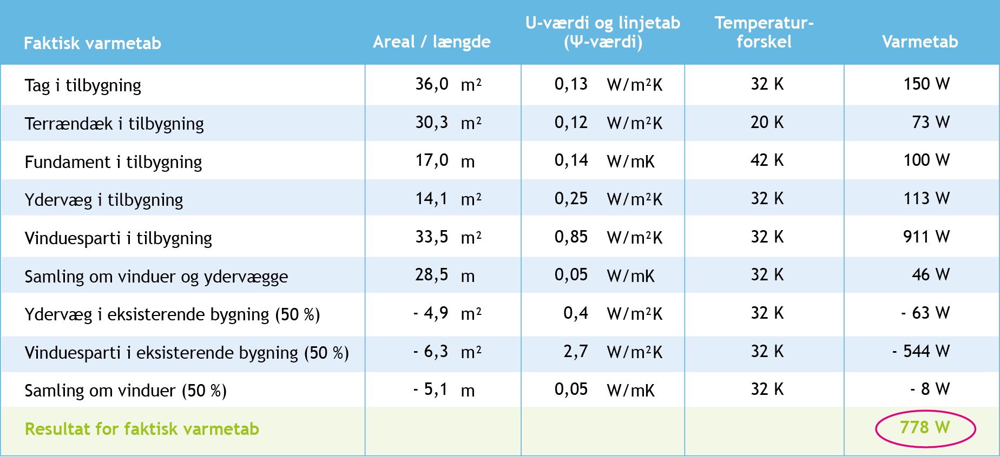 Faktisk varmetab Areal / længde U-værdi og linjetab (Ψ-værdi) Temperatur-forskel Varmetab
Tag i tilbygning 36,0 m² 0,13 W/m²K 32 K 150 W
Terrændæk i tilbygning 30,3 m² 0,12 W/m²K 20 K 73 W
Fundament i tilbygning 17,0 m 0,14 W/mK 42 K 100 W
Ydervæg i tilbygning 14,1 m² 0,25 W/m²K 32 K 113 W
Vinduesparti i tilbygning 33,5 m² 0,85 W/m²K 32 K 911 W
Samling om vinduer og ydervægge 28,5 m 0,05 W/mK 32 K 46 W
Ydervæg i eksisterende bygning (50 %) - 4,9 m² 0,4 W/m²K 32 K - 63 W
Vinduesparti i eksisterende bygning (50 %) - 6,3 m² 2,7 W/m²K 32 K - 544 W
Samling om vinduer (50 %) - 5,1 m 0,05 W/mK 32 K - 8 W
Resultat for faktisk varmetab 778 W